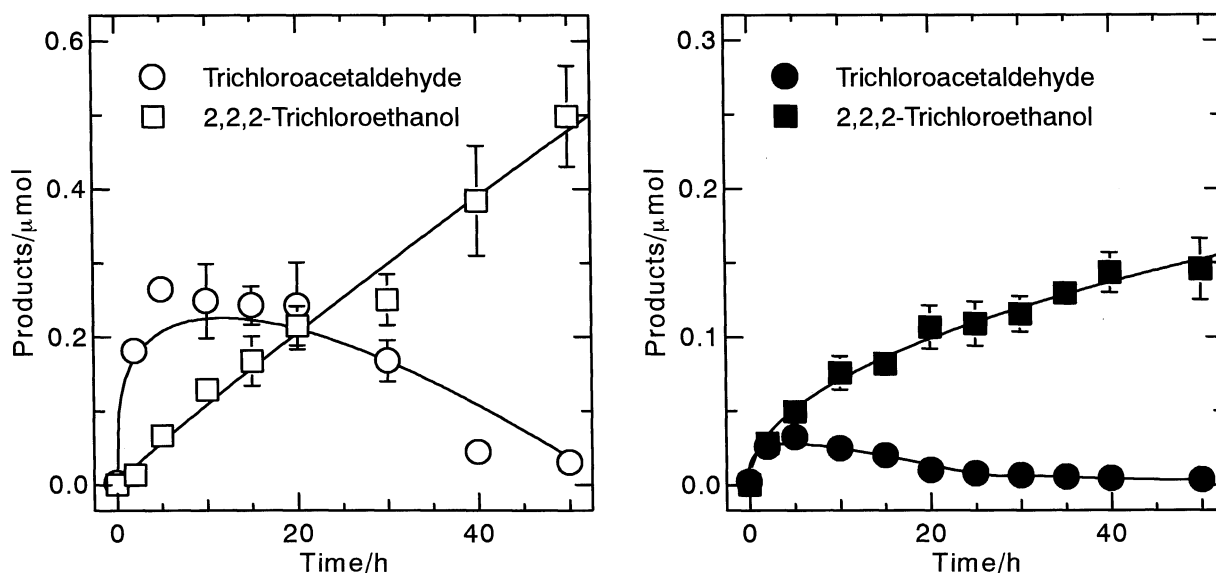 0.6
Trichloroacetaldehyde
2,2,2-Trichloroethanol
0.4
0.2
0.0
Products/μmol
0 20 40
Time/h
0.3
Trichloroacetaldehyde
2,2,2-Trichloroethanol
0.2
0.1
0.0
Products/μmol
0 20 40
Time/h